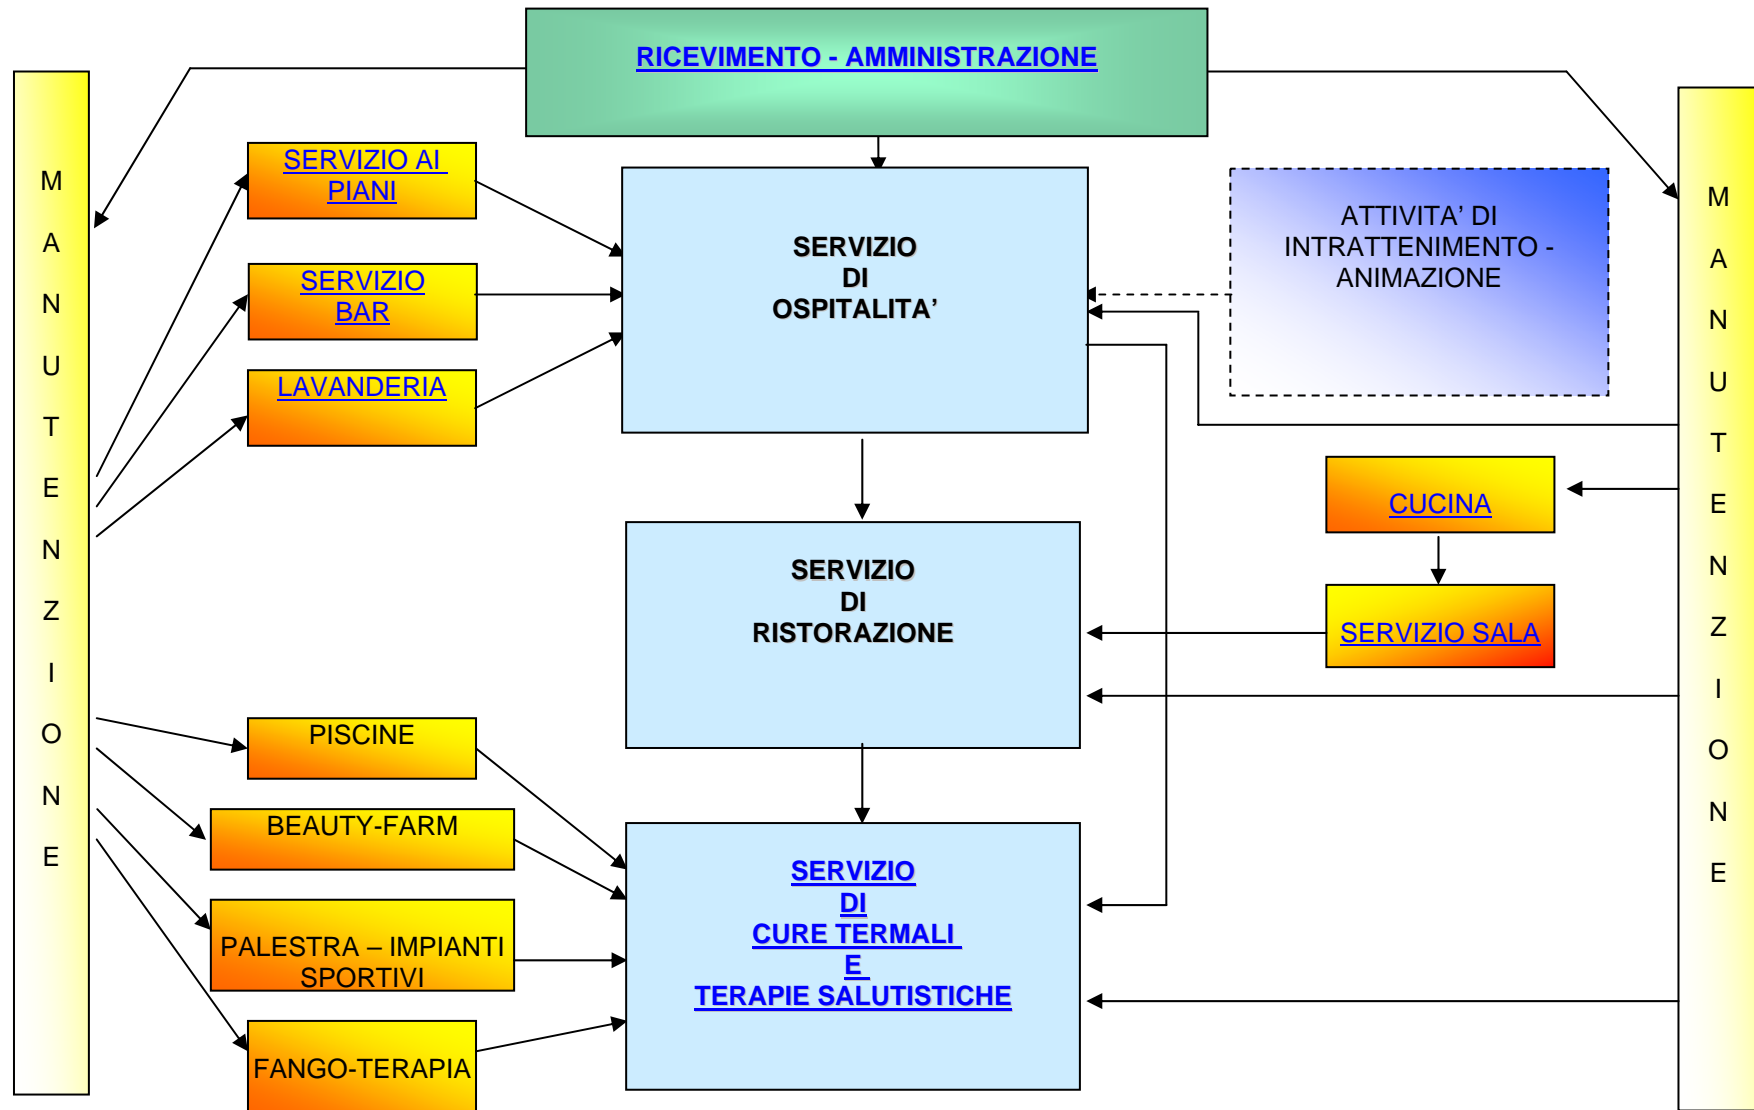 RICEVIMENTO - AMMINISTRAZIONE
M
A
N
U
T
E
N
Z
I
O
N
E
SERVIZIO AI
PIANI
SERVIZIO
BAR
LAVANDERIA
SERVIZIO
DI
OSPITALITA’
ATTIVITA’ DI
INTRATTENIMENTO -
ANIMAZIONE
CUCINA
SERVIZIO SALA
SERVIZIO
DI
RISTORAZIONE
PISCINE
BEAUTY-FARM
PALESTRA – IMPIANTI
SPORTIVI
FANGO-TERAPIA
SERVIZIO
DI
CURE TERMALI
E
TERAPIE SALUTISTICHE
M
A
N
U
T
E
N
Z
I
O
N
E